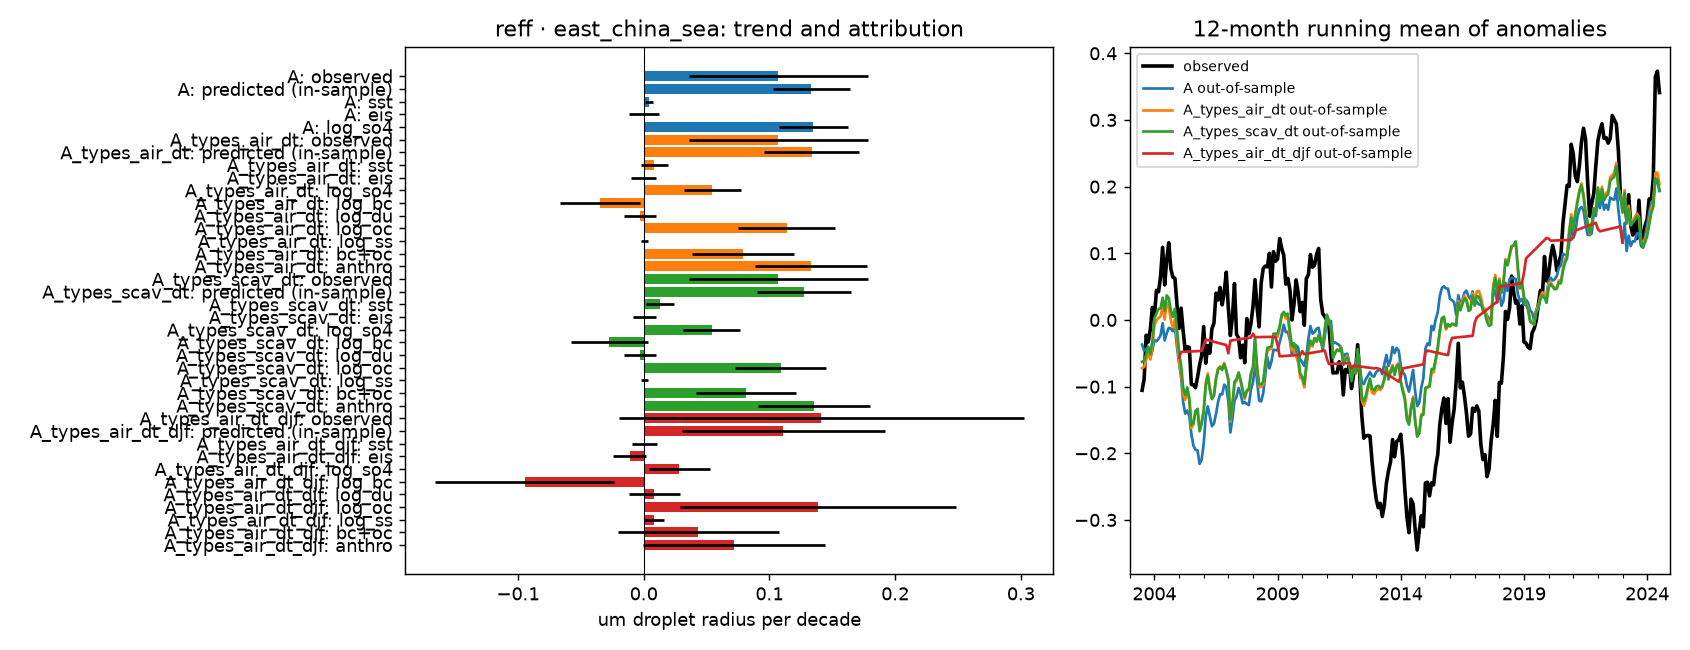 reff · east_china_sea: trend and attribution
A: observed
A: predicted (in-sample)
A: sst
A: eis
A: log_so4
A_types_air_dt: observed
A_types_air_dt: predicted (in-sample)
A_types_air_dt: sst
A_types_air_dt: eis
A_types_air_dt: log_so4
A_types_air_dt: log_bc
A_types_air_dt: log_du
A_types_air_dt: log_oc
A_types_air_dt: log_ss
A_types_air_dt: bc+oc
A_types_air_dt: anthro
A_types_scav_dt: observed
A_types_scav_dt: predicted (in-sample)
A_types_scav_dt: sst
A_types_scav_dt: eis
A_types_scav_dt: log_so4
A_types_scav_dt: log_bc
A_types_scav_dt: log_du
A_types_scav_dt: log_oc
A_types_scav_dt: log_ss
A_types_scav_dt: bc+oc
A_types_scav_dt: anthro
A_types_air_dt_djf: observed
A_types_air_dt_djf: predicted (in-sample)
A_types_air_dt_djf: sst
A_types_air_dt_djf: eis
A_types_air_dt_djf: log_so4
A_types_air_dt_djf: log_bc
A_types_air_dt_djf: log_du
A_types_air_dt_djf: log_oc
A_types_air_dt_djf: log_ss
A_types_air_dt_djf: bc+oc
A_types_air_dt_djf: anthro
−0.1 0.0 0.1 0.2 0.3
um droplet radius per decade
12-month running mean of anomalies
observed
A out-of-sample
A_types_air_dt out-of-sample
A_types_scav_dt out-of-sample
A_types_air_dt_djf out-of-sample
0.4
0.3
0.2
0.1
0.0
−0.1
−0.2
−0.3
2004 2009 2014 2019 2024